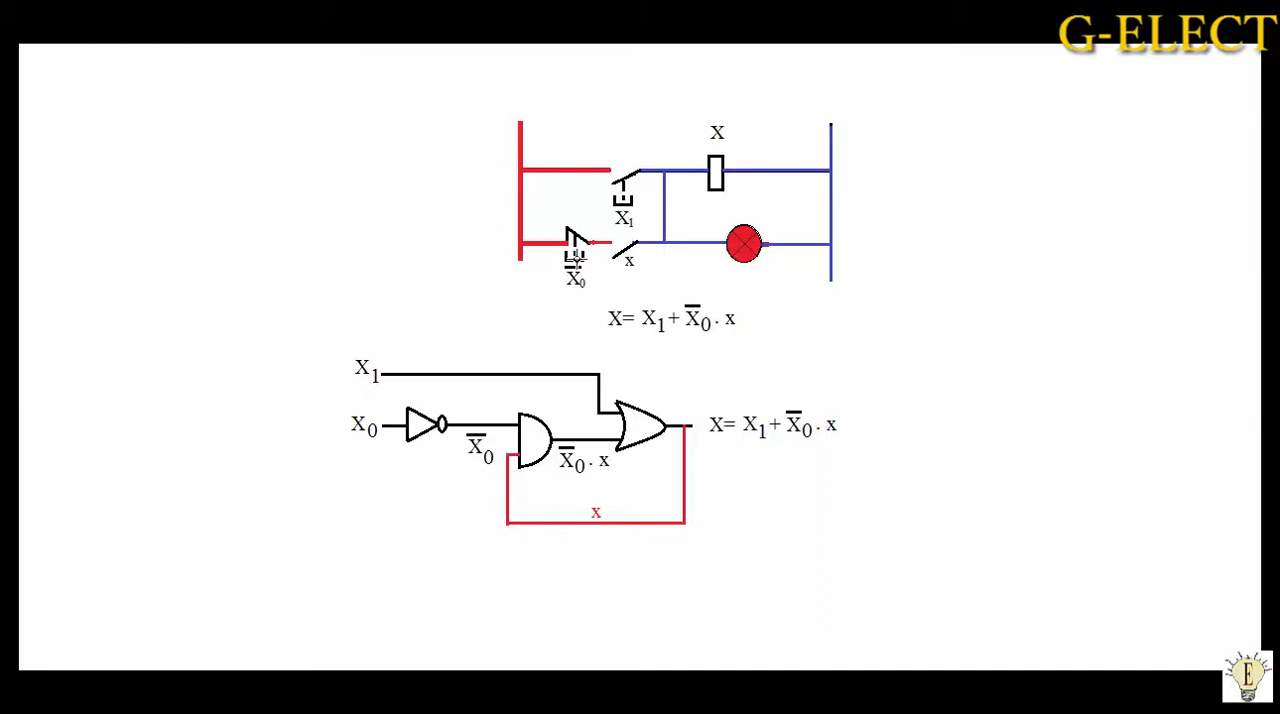 G-ELECT
X
X₁
x
X̅₀
X= X₁+ X̅₀ . x
X₁
X₀
X̅₀
X̅₀ . x
X= X₁+ X̅₀ . x
x
E